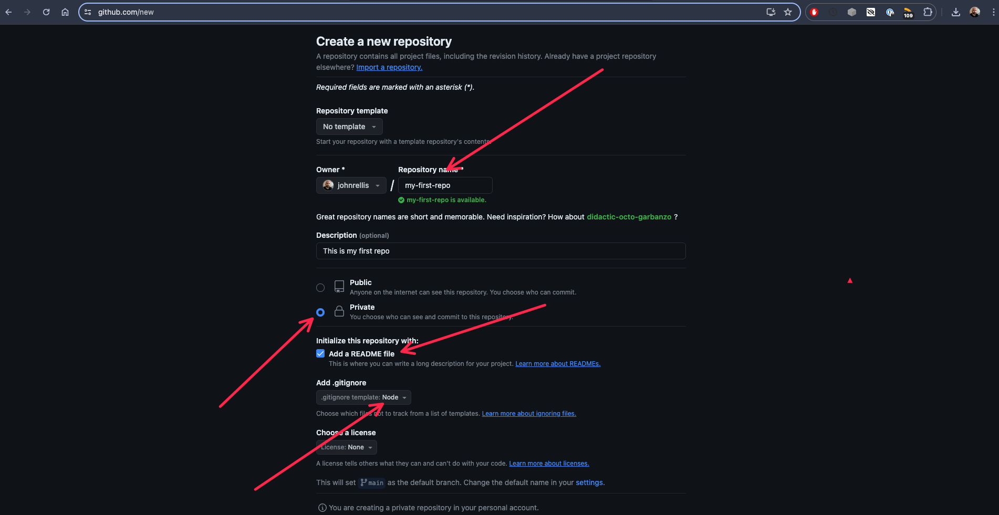 github.com/new
109
Create a new repository
A repository contains all project files, including the revision history. Already have a project repository
elsewhere? Import a repository.
Required fields are marked with an asterisk (*).
Repository template
No template
Start your repository with a template repository's contents.
Owner * Repository name *
johnrellis / my-first-repo
my-first-repo is available.
Great repository names are short and memorable. Need inspiration? How about didactic-octo-garbanzo ?
Description (optional)
This is my first repo
Public
Anyone on the internet can see this repository. You choose who can commit.
Private
You choose who can see and commit to this repository.
Initialize this repository with:
Add a README file
This is where you can write a long description for your project. Learn more about READMEs.
Add .gitignore
.gitignore template: Node
Choose which files not to track from a list of templates. Learn more about ignoring files.
Choose a license
License: None
A license tells others what they can and can't do with your code. Learn more about licenses.
This will set main as the default branch. Change the default name in your settings.
You are creating a private repository in your personal account.